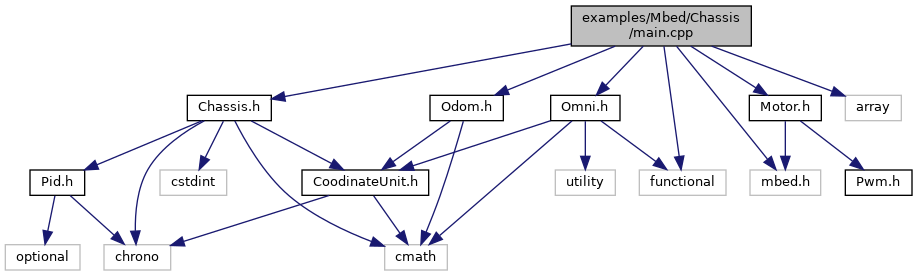 examples/Mbed/Chassis
/main.cpp
Chassis.h
Odom.h
Omni.h
Motor.h
array
Pid.h
cstdint
CoodinateUnit.h
utility
functional
mbed.h
Pwm.h
optional
chrono
cmath